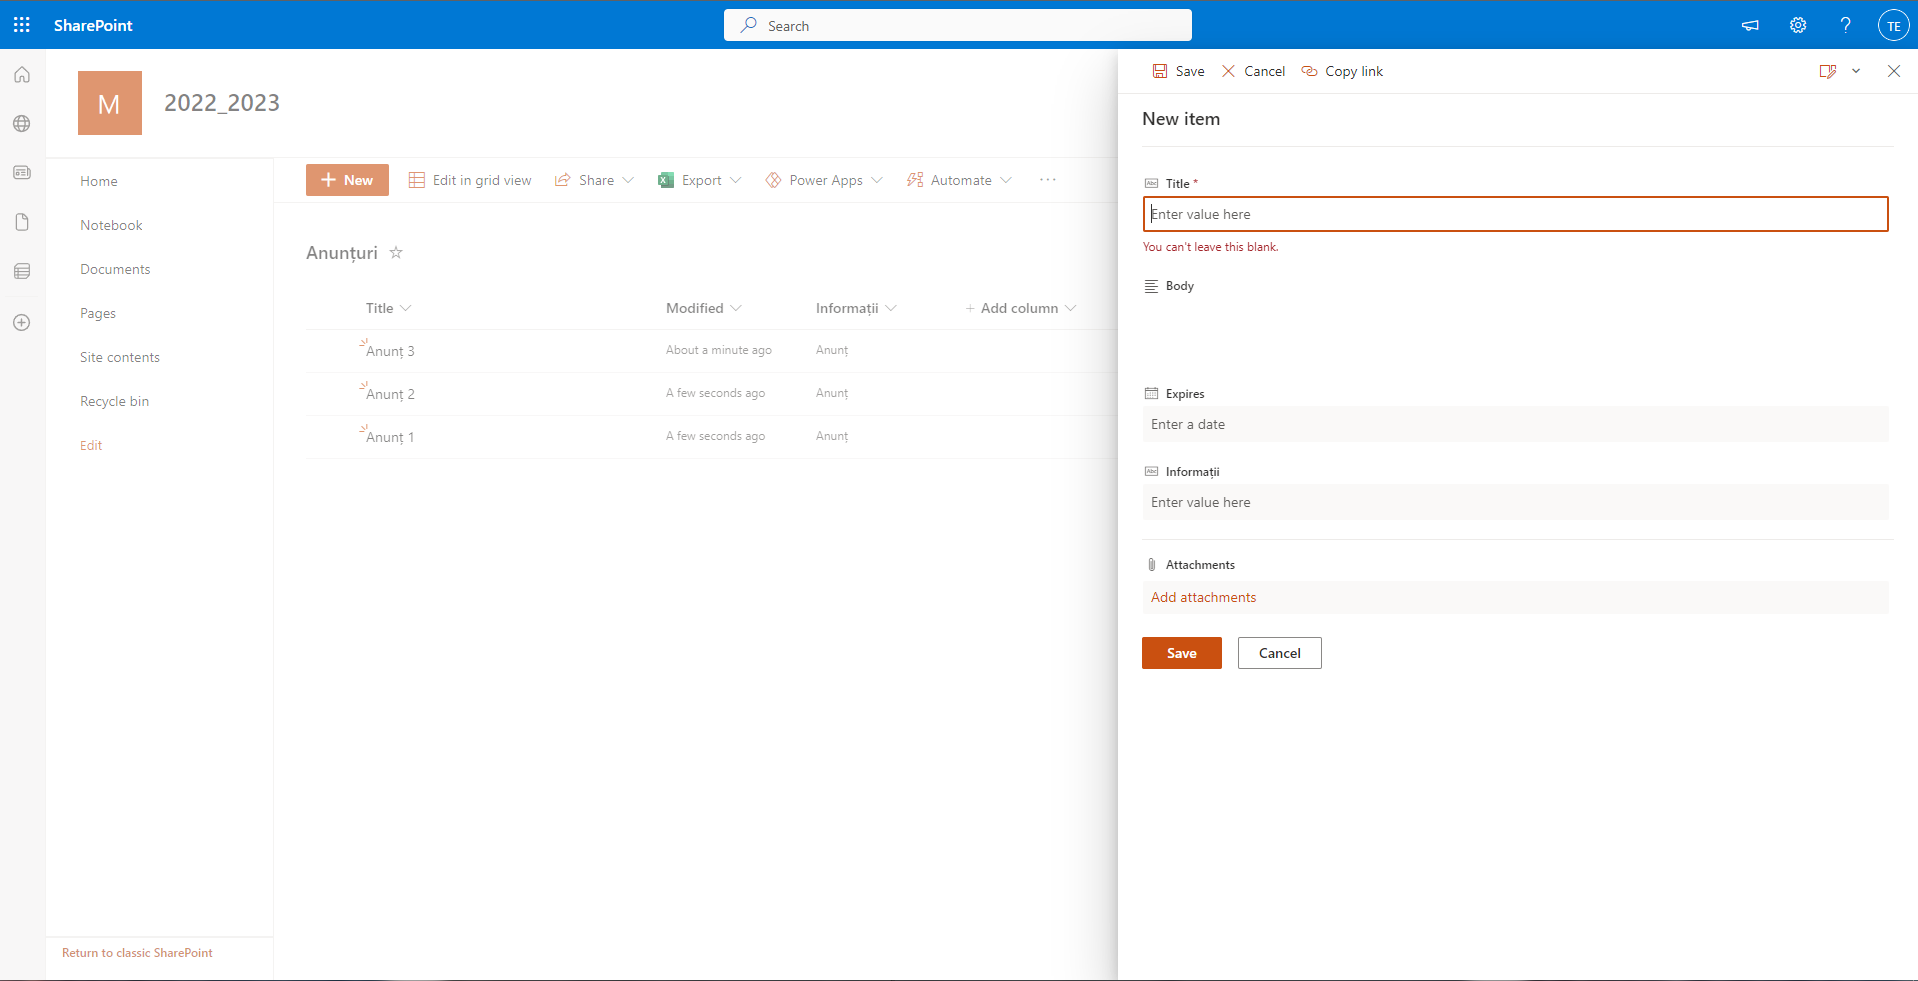 SharePoint
Search
TE
M
2022_2023
Home
Notebook
Documents
Pages
Site contents
Recycle bin
Edit
Return to classic SharePoint
New
Edit in grid view
Share
Export
Power Apps
Automate
Anunțuri
Title
Modified
Informații
Add column
Anunț 3
About a minute ago
Anunț
Anunț 2
A few seconds ago
Anunț
Anunț 1
A few seconds ago
Anunț
Save
Cancel
Copy link
New item
Abc
Title *
Enter value here
You can't leave this blank.
Body
Expires
Enter a date
Abc
Informații
Enter value here
Attachments
Add attachments
Save
Cancel